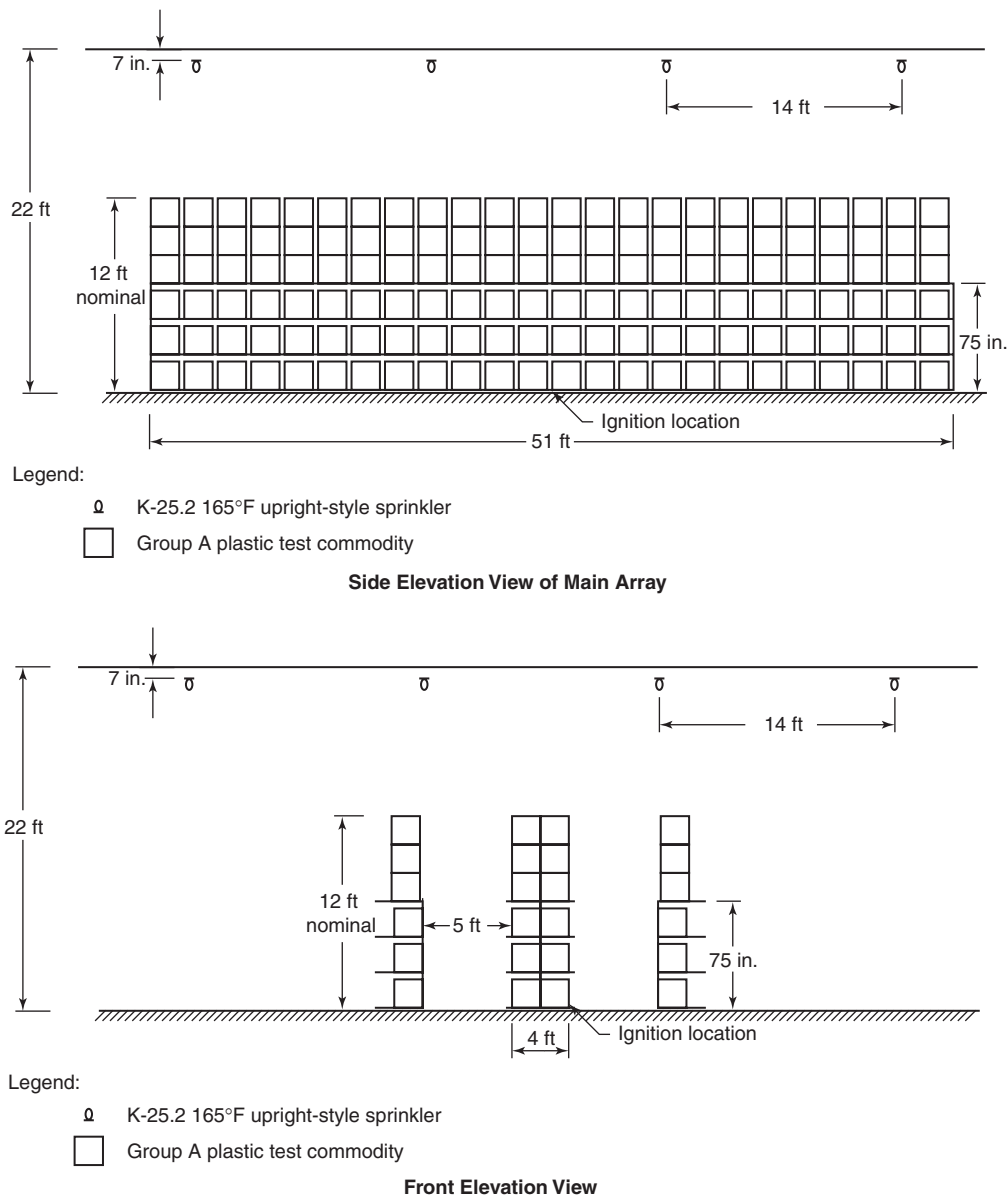 7 in.
14 ft
22 ft
12 ft
nominal
75 in.
Ignition location
51 ft
Legend:
K-25.2 165°F upright-style sprinkler
Group A plastic test commodity
Side Elevation View of Main Array
7 in.
14 ft
22 ft
12 ft
nominal
5 ft
75 in.
Ignition location
4 ft
Legend:
K-25.2 165°F upright-style sprinkler
Group A plastic test commodity
Front Elevation View